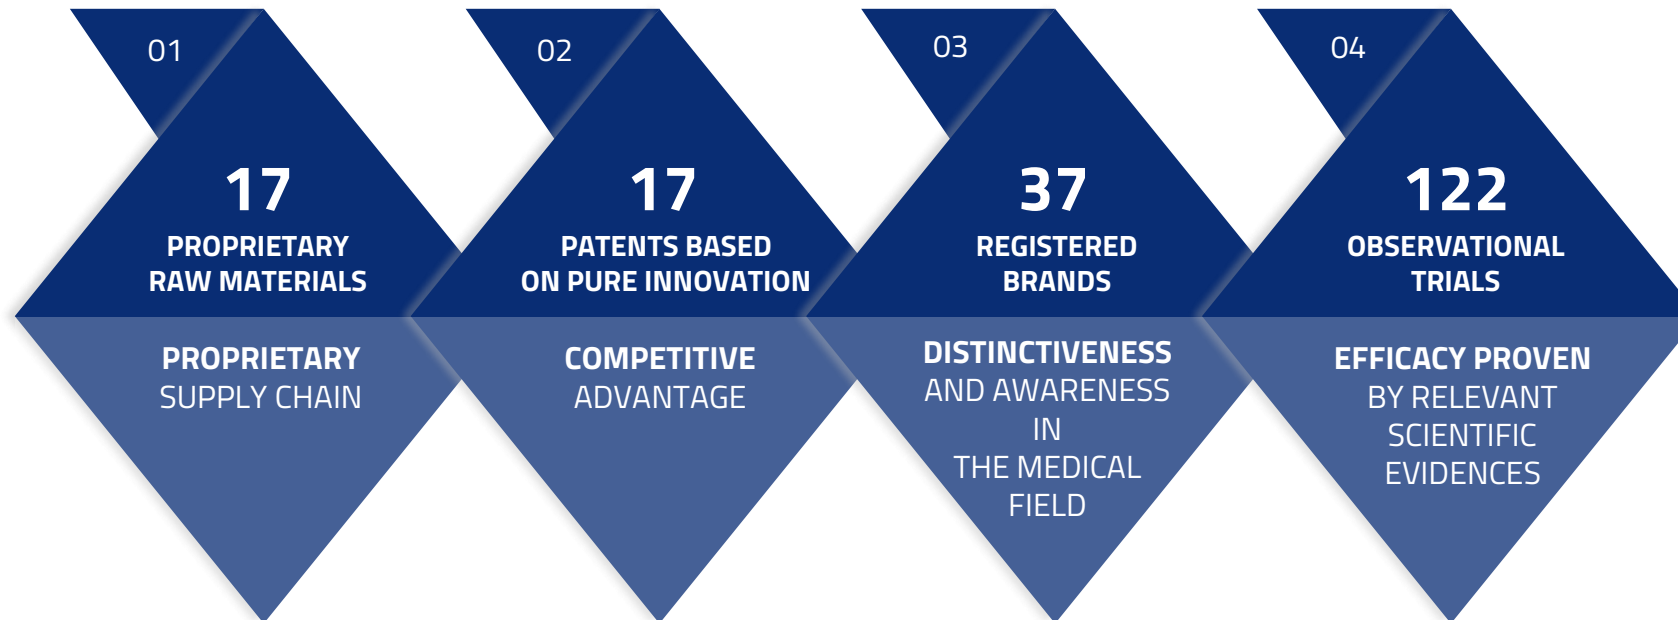 01
17
PROPRIETARY
RAW MATERIALS
PROPRIETARY
SUPPLY CHAIN
02
17
PATENTS BASED
ON PURE INNOVATION
COMPETITIVE
ADVANTAGE
03
37
REGISTERED
BRANDS
DISTINCTIVENESS
AND AWARENESS
IN
THE MEDICAL
FIELD
04
122
OBSERVATIONAL
TRIALS
EFFICACY PROVEN
BY RELEVANT
SCIENTIFIC
EVIDENCES